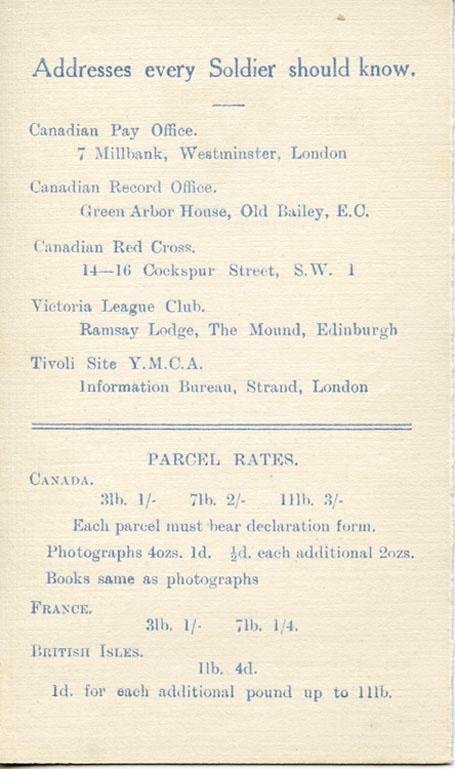 Addresses every Soldier should know.
Canadian Pay Office.
7 Millbank, Westminster, London
Canadian Record Office.
Green Arbor House, Old Bailey, E.C.
Canadian Red Cross.
14—16 Cockspur Street, S.W. 1
Victoria League Club.
Ramsay Lodge, The Mound, Edinburgh
Tivoli Site Y.M.C.A.
Information Bureau, Strand, London
PARCEL RATES.
CANADA.
3lb. 1/- 7lb. 2/- 11lb. 3/-
Each parcel must bear declaration form.
Photographs 4ozs. 1d. ½d. each additional 2ozs.
Books same as photographs
FRANCE.
3lb. 1/- 7lb. 1/4.
BRITISH ISLES.
1lb. 4d.
1d. for each additional pound up to 11lb.